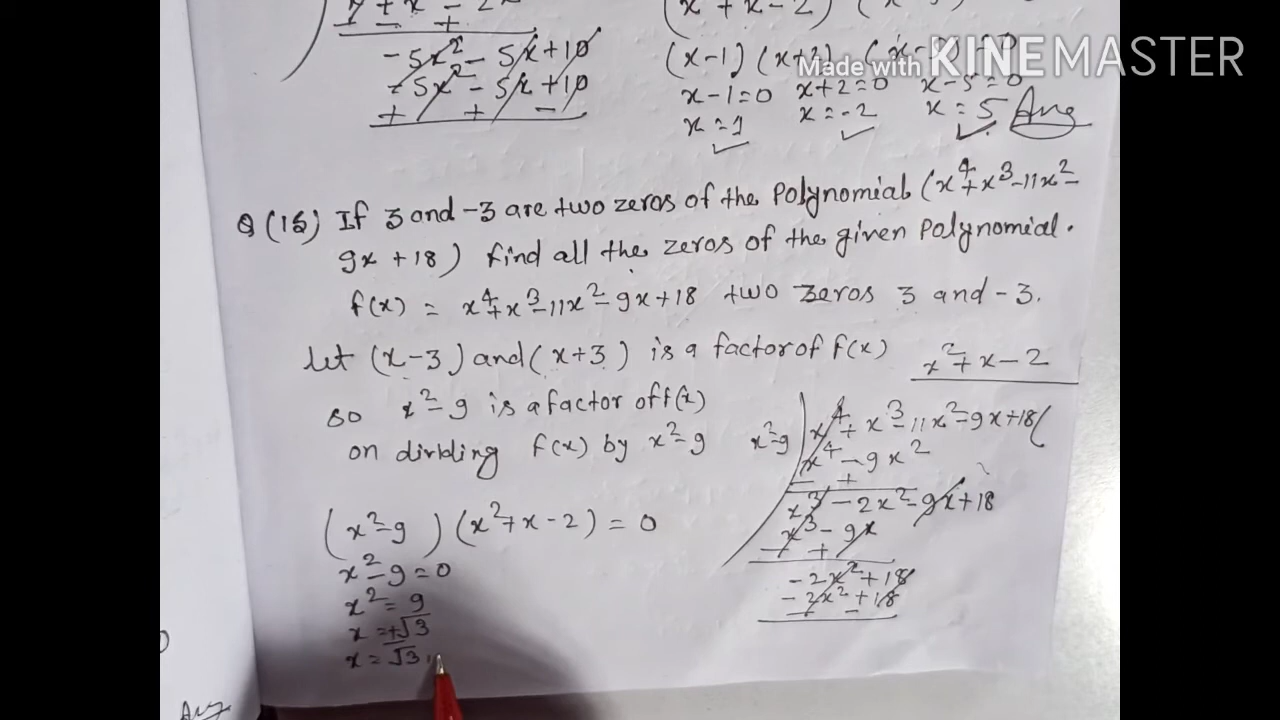 - 5x² - 5x + 10
- 5x² - 5x + 10
+ + -
(x-1) (x+2)
Made with KINEMASTER
x-1=0 x+2=0 x-5=0
x=1 x=-2 x=5 Ans
Q(15) If 3 and -3 are two zeros of the Polynomial (x⁴+x³-11x²-
9x+18) find all the zeros of the given Polynomial.
f(x) = x⁴+x³-11x²-9x+18 two zeros 3 and -3.
let (x-3) and (x+3) is a factor of f(x)
so x²-9 is a factor of f(x)
on dividing f(x) by x²-9
(x²-9) (x²+x-2) = 0
x²-9=0
x²=9
x=±√3
x=√3
x²+x-2
x²-9) x⁴+x³-11x²-9x+18(
x⁴-9x²
- +
x³-2x²-9x+18
x³-9x
- +
-2x²+18
-2x²+18
+ -
Ans